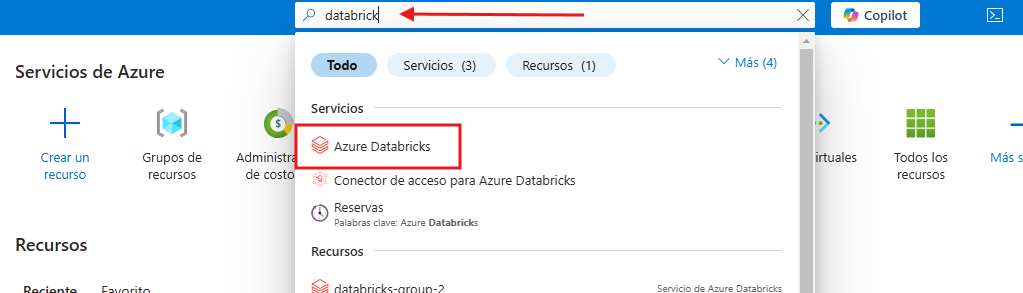 databrick
Copilot
Servicios de Azure
Todo
Servicios (3)
Recursos (1)
Más (4)
Servicios
Azure Databricks
Conector de acceso para Azure Databricks
Reservas
Palabras clave: Azure Databricks
Recursos
databricks-group-2
Servicio de Azure Databricks
Crear un
recurso
Grupos de
recursos
Administra
de costo
irtuales
Todos los
recursos
Más s
Recursos
Reciente
Favorito